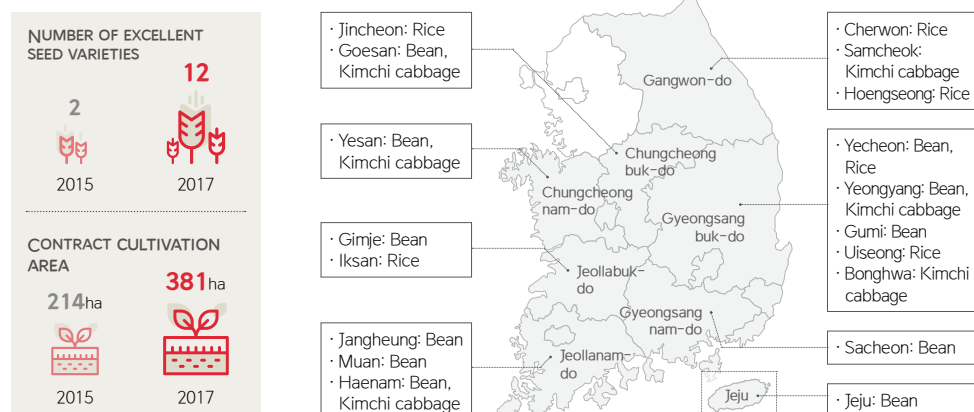 NUMBER OF EXCELLENT
SEED VARIETIES
12
2
2015
2017
CONTRACT CULTIVATION
AREA
381ha
214ha
2015
2017
· Jincheon: Rice
· Goesan: Bean,
Kimchi cabbage
· Yesan: Bean,
Kimchi cabbage
· Gimje: Bean
· Iksan: Rice
· Jangheung: Bean
· Muan: Bean
· Haenam: Bean,
Kimchi cabbage
Gangwon-do
Chungcheong
buk-do
Chungcheong
nam-do
Gyeongsang
buk-do
Jeollabuk-
do
Gyeongsang
nam-do
Jeollanam-
do
Jeju
· Cherwon: Rice
· Samcheok:
Kimchi cabbage
· Hoengseong: Rice
· Yecheon: Bean,
Rice
· Yeongyang: Bean,
Kimchi cabbage
· Gumi: Bean
· Uiseong: Rice
· Bonghwa: Kimchi
cabbage
· Sacheon: Bean
· Jeju: Bean